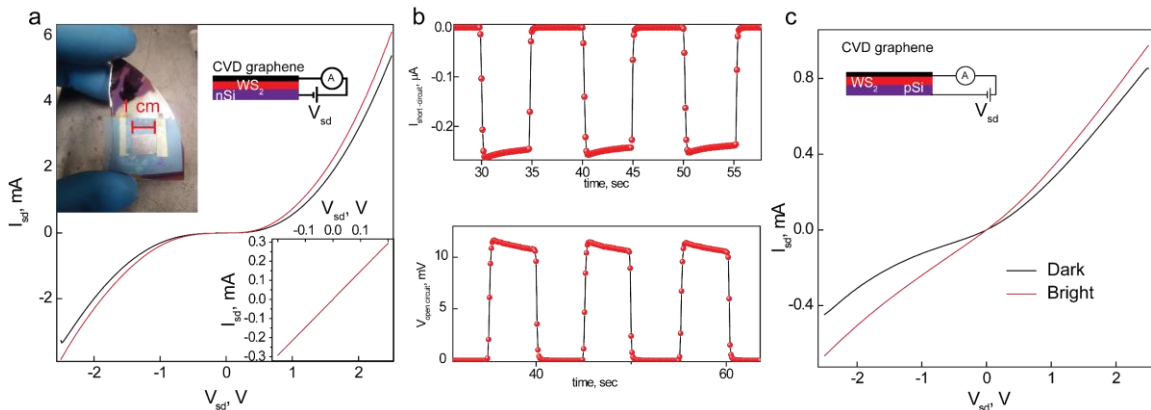 a
6
4
2
0
-2
I_sd, mA
-2
-1
0
1
2
V_sd, V
1 cm
CVD graphene
WS₂
nSi
A
V_sd
V_sd, V
-0.1
0.0
0.1
0.3
0.2
0.1
0.0
-0.1
-0.2
-0.3
I_sd, mA
b
0.0
-0.1
-0.2
I_short-circuit, µA
30
35
40
45
50
55
time, sec
10
5
0
V_open circuit, mV
40
50
60
time, sec
c
CVD graphene
WS₂
pSi
A
V_sd
0.8
0.4
0.0
-0.4
I_sd, mA
Dark
Bright
-2
-1
0
1
2
V_sd, V